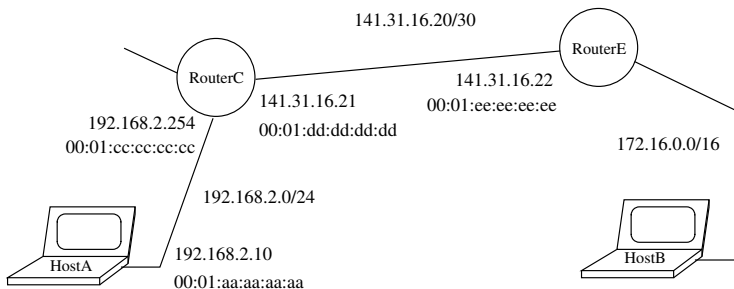 141.31.16.20/30
RouterE
RouterC
141.31.16.22
00:01:ee:ee:ee:ee
141.31.16.21
00:01:dd:dd:dd:dd
192.168.2.254
00:01:cc:cc:cc:cc
172.16.0.0/16
192.168.2.0/24
192.168.2.10
00:01:aa:aa:aa:aa
HostA
HostB